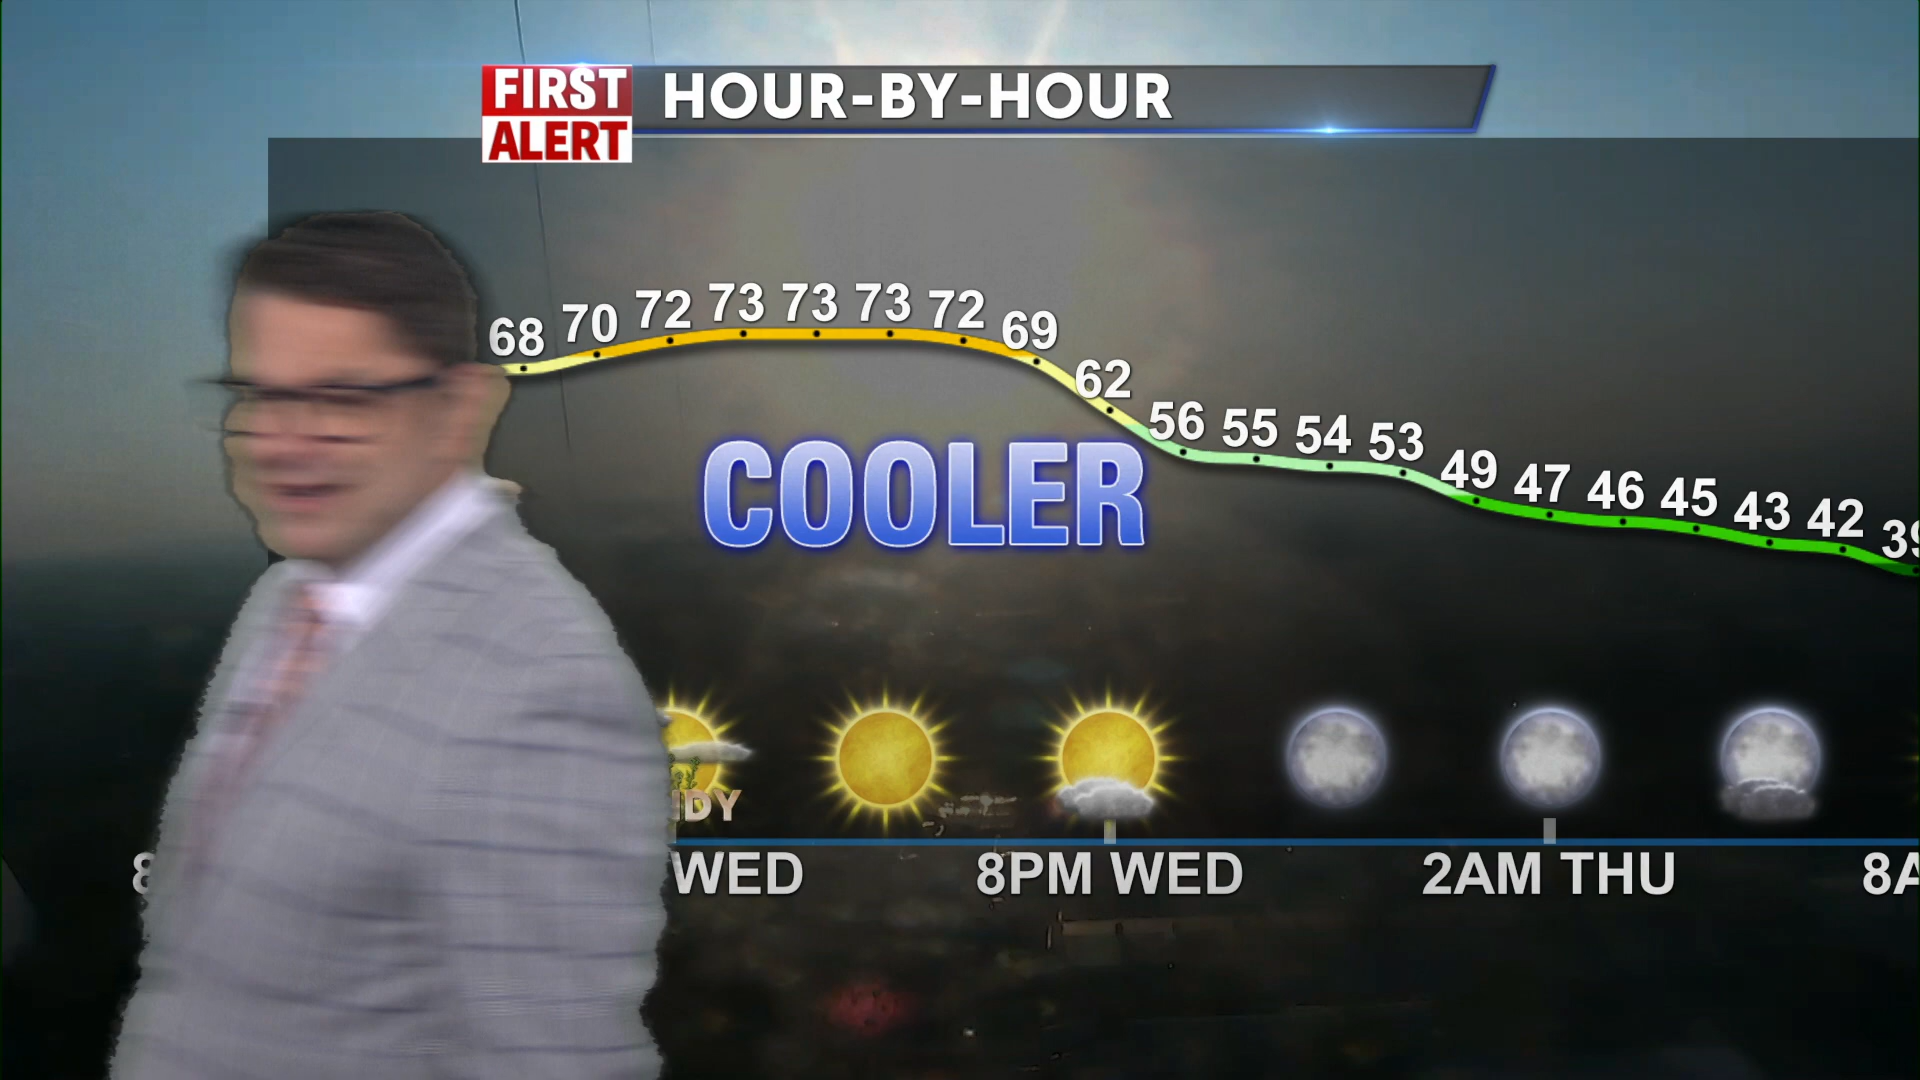 FIRST
ALERT
HOUR-BY-HOUR
68 70 72 73 73 73 72 69 62 56 55 54 53 49 47 46 45 43 42 39
COOLER
WED 8PM WED 2AM THU